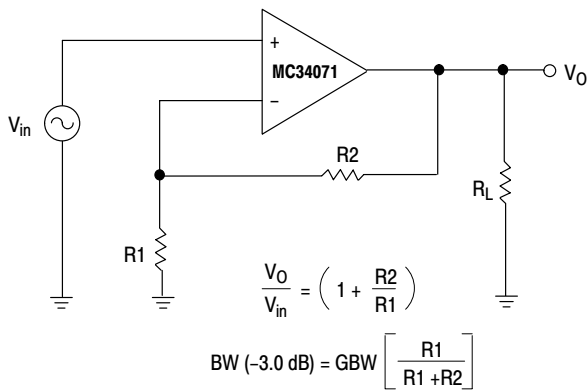 +
MC34071
−
V_O
V_in
R2
R_L
R1
V_O / V_in = ( 1 + R2 / R1 )
BW (−3.0 dB) = GBW [ R1 / R1 +R2 ]